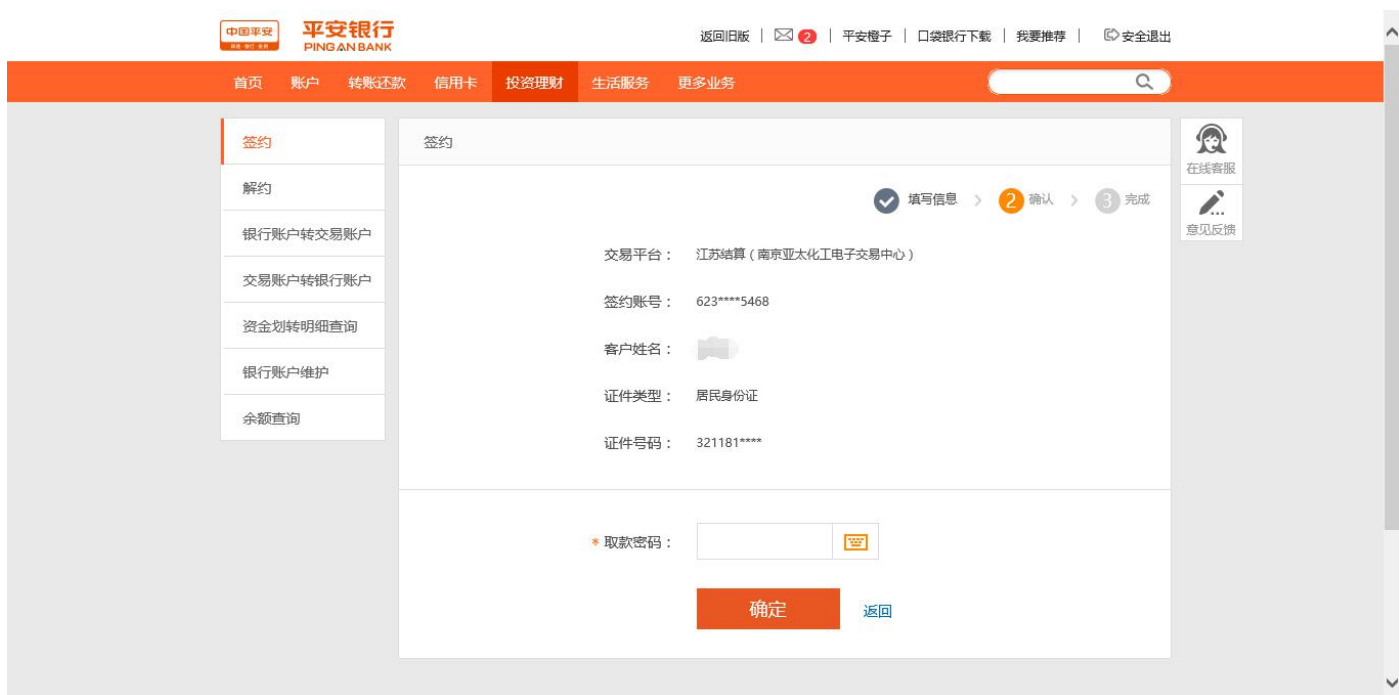 中国平安
平安银行
PING AN BANK
返回旧版 | 2 | 平安橙子 | 口袋银行下载 | 我要推荐 | 安全退出
首页 账户 转账还款 信用卡 投资理财 生活服务 更多业务
签约
解约
银行账户转交易账户
交易账户转银行账户
资金划转明细查询
银行账户维护
余额查询
签约
填写信息 > 2 确认 > 3 完成
交易平台： 江苏结算（南京亚太化工电子交易中心）
签约账号： 623****5468
客户姓名：
证件类型： 居民身份证
证件号码： 321181****
* 取款密码：
确定 返回
在线客服
意见反馈